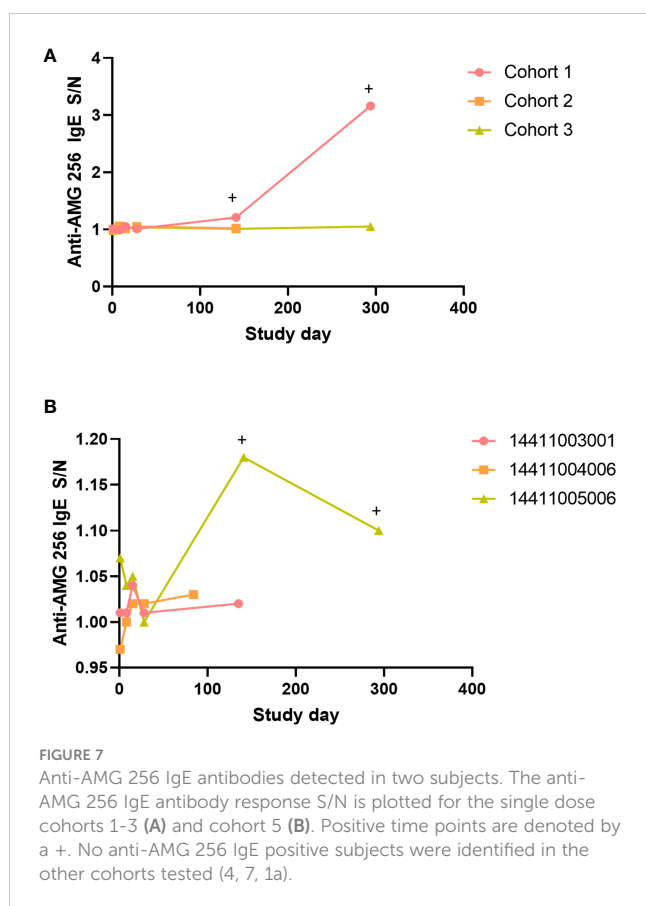 A
Anti-AMG 256 IgE S/N
4
3
2
1
0
+
+
0 100 200 300 400
Study day
Cohort 1
Cohort 2
Cohort 3
B
Anti-AMG 256 IgE S/N
1.20
1.15
1.10
1.05
1.00
0.95
+
+
0 100 200 300 400
Study day
14411003001
14411004006
14411005006
FIGURE 7
Anti-AMG 256 IgE antibodies detected in two subjects. The anti-
AMG 256 IgE antibody response S/N is plotted for the single dose
cohorts 1-3 (A) and cohort 5 (B). Positive time points are denoted by
a +. No anti-AMG 256 IgE positive subjects were identified in the
other cohorts tested (4, 7, 1a).